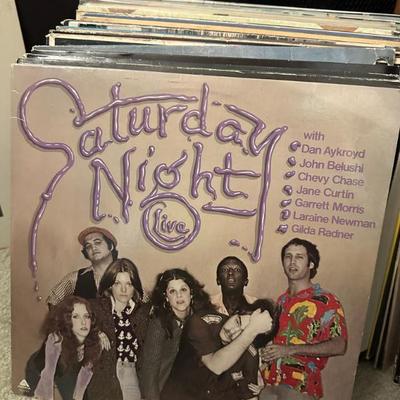 Saturday
Night
Live
with
Dan Aykroyd
John Belushi
Chevy Chase
Jane Curtin
Garrett Morris
Laraine Newman
Gilda Radner